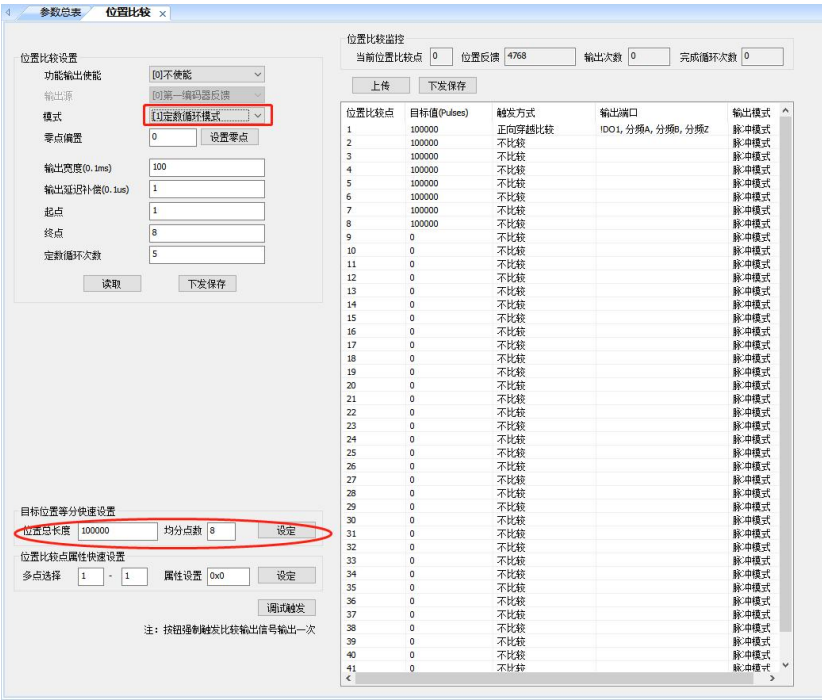 参数总表 位置比较 ×
位置比较设置
功能输出使能 [0]不使能
输出源 [0]第一编码器反馈
模式 [1]定数循环模式
零点偏置 0 设置零点
输出宽度(0.1ms) 100
输出延迟补偿(0.1us) 1
起点 1
终点 8
定数循环次数 5
读取 下发保存
目标位置等分快速设置
位置总长度 100000 均分点数 8 设定
位置比较点属性快速设置
多点选择 1 - 1 属性设置 0x0 设定
调试触发
注: 按钮强制触发比较输出信号输出一次
位置比较监控
当前位置比较点 0 位置反馈 4768 输出次数 0 完成循环次数 0
上传 下发保存
位置比较点 目标值(Pulses) 触发方式 输出端口 输出模式
1 100000 正向穿越比较 !DO1, 分频A, 分频B, 分频Z 脉冲模式
2 100000 不比较 脉冲模式
3 100000 不比较 脉冲模式
4 100000 不比较 脉冲模式
5 100000 不比较 脉冲模式
6 100000 不比较 脉冲模式
7 100000 不比较 脉冲模式
8 100000 不比较 脉冲模式
9 0 不比较 脉冲模式
10 0 不比较 脉冲模式
11 0 不比较 脉冲模式
12 0 不比较 脉冲模式
13 0 不比较 脉冲模式
14 0 不比较 脉冲模式
15 0 不比较 脉冲模式
16 0 不比较 脉冲模式
17 0 不比较 脉冲模式
18 0 不比较 脉冲模式
19 0 不比较 脉冲模式
20 0 不比较 脉冲模式
21 0 不比较 脉冲模式
22 0 不比较 脉冲模式
23 0 不比较 脉冲模式
24 0 不比较 脉冲模式
25 0 不比较 脉冲模式
26 0 不比较 脉冲模式
27 0 不比较 脉冲模式
28 0 不比较 脉冲模式
29 0 不比较 脉冲模式
30 0 不比较 脉冲模式
31 0 不比较 脉冲模式
32 0 不比较 脉冲模式
33 0 不比较 脉冲模式
34 0 不比较 脉冲模式
35 0 不比较 脉冲模式
36 0 不比较 脉冲模式
37 0 不比较 脉冲模式
38 0 不比较 脉冲模式
39 0 不比较 脉冲模式
40 0 不比较 脉冲模式
41 0 不比较 脉冲模式